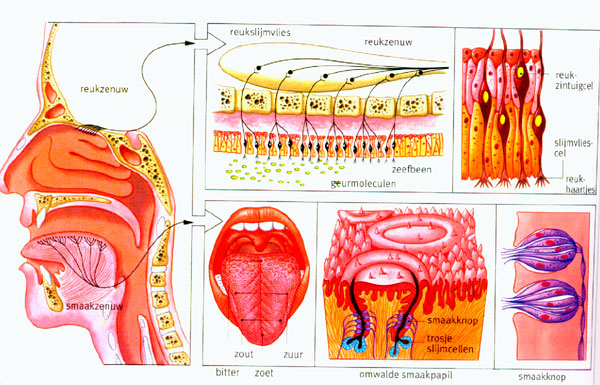 reukzenuw
smaakzenuw
reukslijmvlies
reukzenuw
zeefbeen
geurmoleculen
reuk-
zintuigcel
slijmvlies-
cel
reuk-
haartjes
zout
zuur
bitter
zoet
smaakknop
trosje
slijmcellen
omwalde smaakpapil
smaakknop